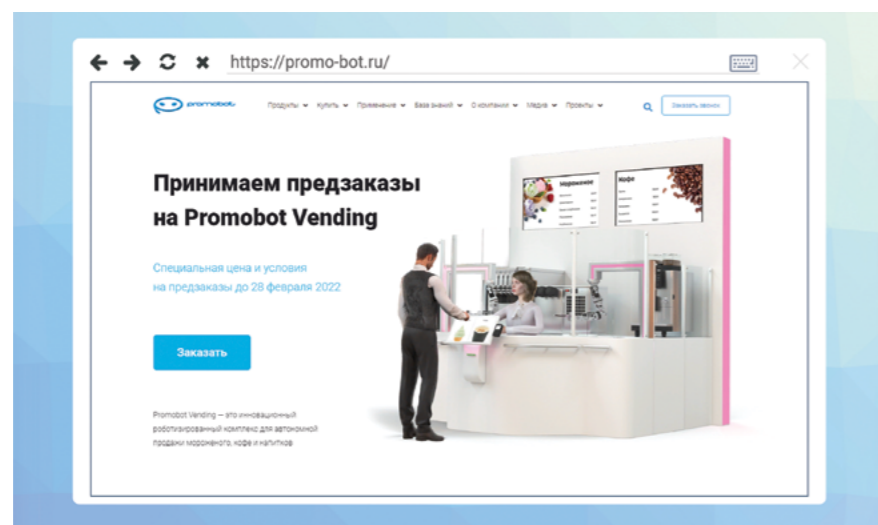 https://promo-bot.ru/
promobot
Продукты Купить Применение База знаний О компании Медиа Проекты Заказать звонок
Принимаем предзаказы
на Promobot Vending
Мороженое
Кофе
Специальная цена и условия
на предзаказы до 28 февраля 2022
Заказать
Promobot Vending — это инновационный
роботизированный комплекс для автономной
продажи мороженого, кофе и напитков